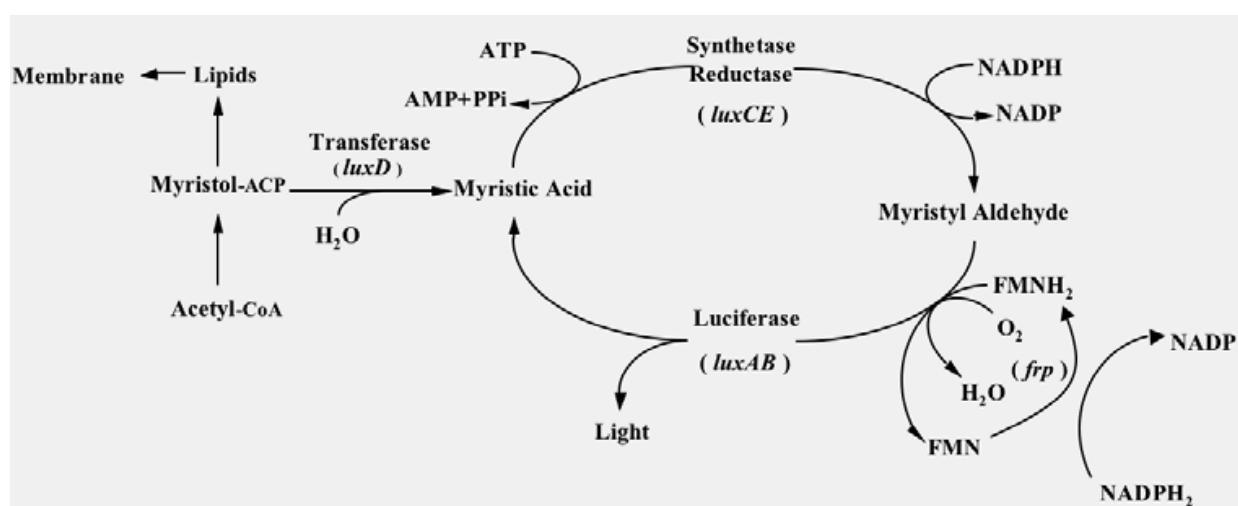 Synthetase
ATP
Reductase
NADPH
Membrane
Lipids
AMP+PPi
( luxCE )
NADP
Transferase
( luxD )
Myristol-ACP
Myristic Acid
Myristyl Aldehyde
H₂O
FMNH₂
Acetyl-CoA
Luciferase
O₂
NADP
( luxAB )
( frp )
H₂O
Light
FMN
NADPH₂